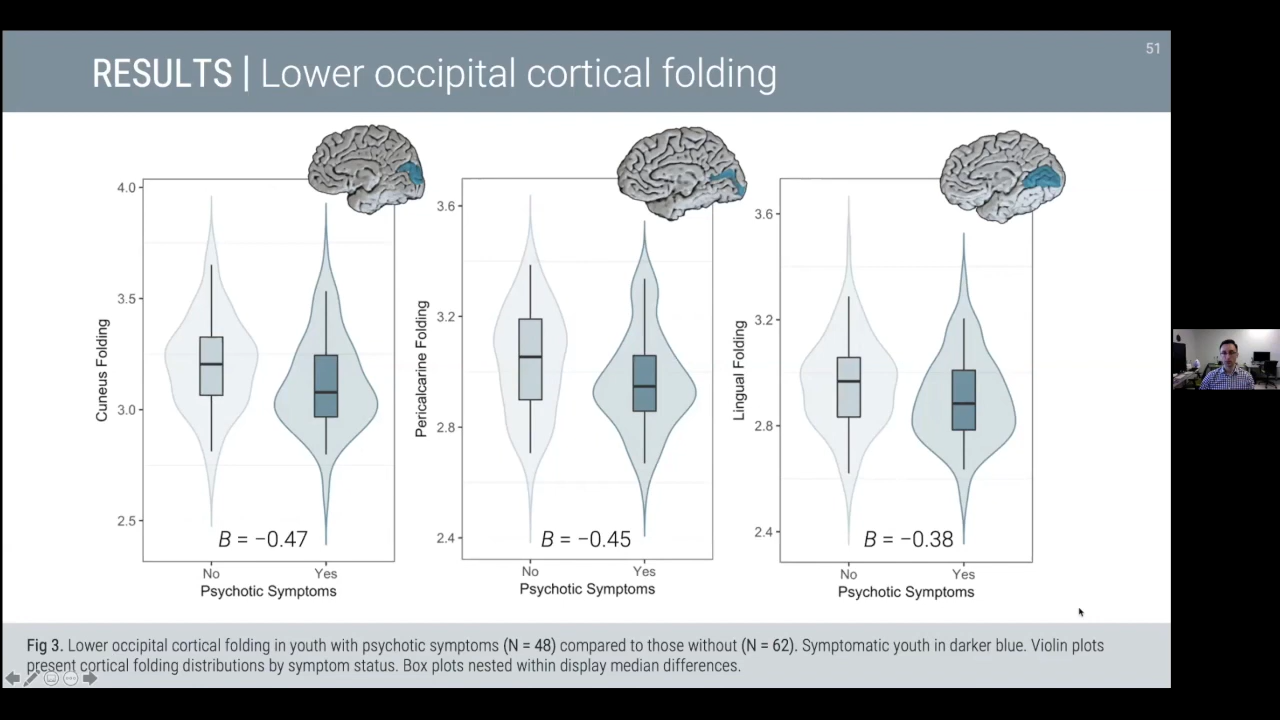 51
RESULTS | Lower occipital cortical folding
4.0
3.5
3.0
2.5
Cuneus Folding
B = −0.47
No Yes
Psychotic Symptoms
3.6
3.2
2.8
2.4
Pericalcarine Folding
B = −0.45
No Yes
Psychotic Symptoms
3.6
3.2
2.8
2.4
Lingual Folding
B = −0.38
No Yes
Psychotic Symptoms
Fig 3. Lower occipital cortical folding in youth with psychotic symptoms (N = 48) compared to those without (N = 62). Symptomatic youth in darker blue. Violin plots
present cortical folding distributions by symptom status. Box plots nested within display median differences.